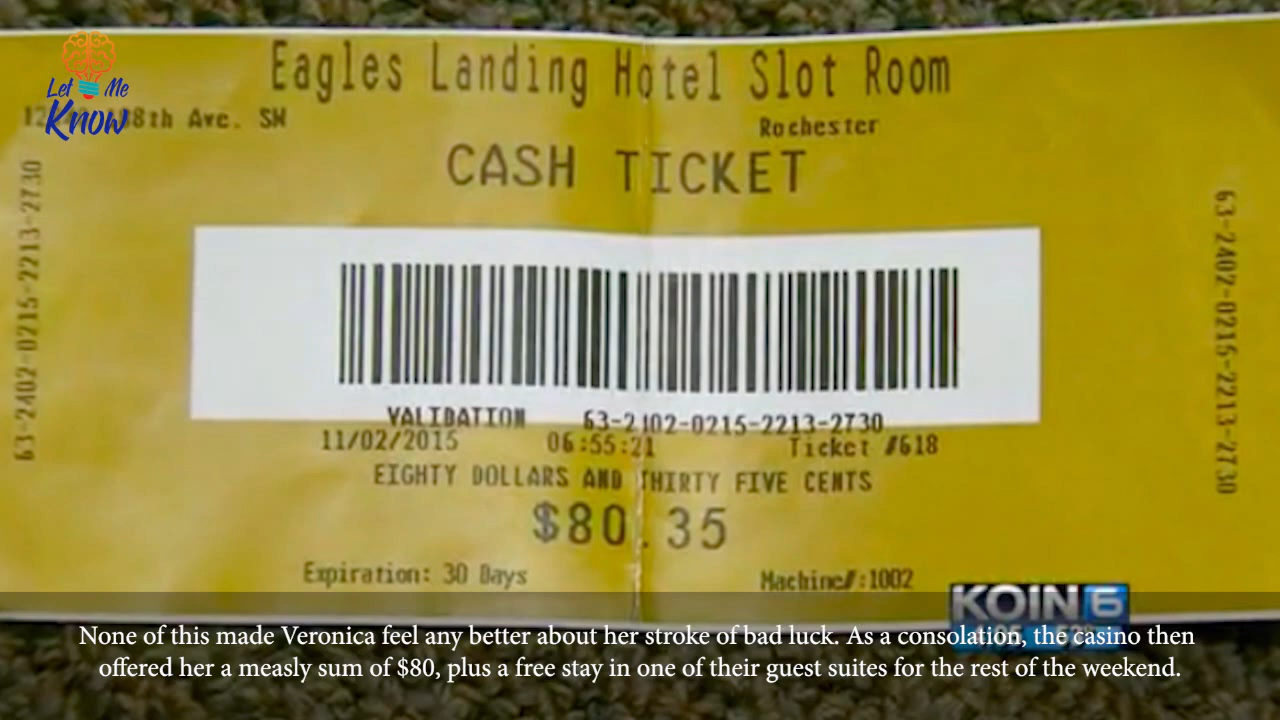 Eagles Landing Hotel Slot Room
Let Me
Know
8th Ave. SW
Rochester
CASH TICKET
63-2402-0215-2213-2730
63-2402-0215-2213-2730
VALIDATION 63-2402-0215-2213-2730
11/02/2015 06:55:21 Ticket #618
EIGHTY DOLLARS AND THIRTY FIVE CENTS
$80.35
Expiration: 30 Days
Machine#:1002
KOIN 6
None of this made Veronica feel any better about her stroke of bad luck. As a consolation, the casino then
offered her a measly sum of $80, plus a free stay in one of their guest suites for the rest of the weekend.